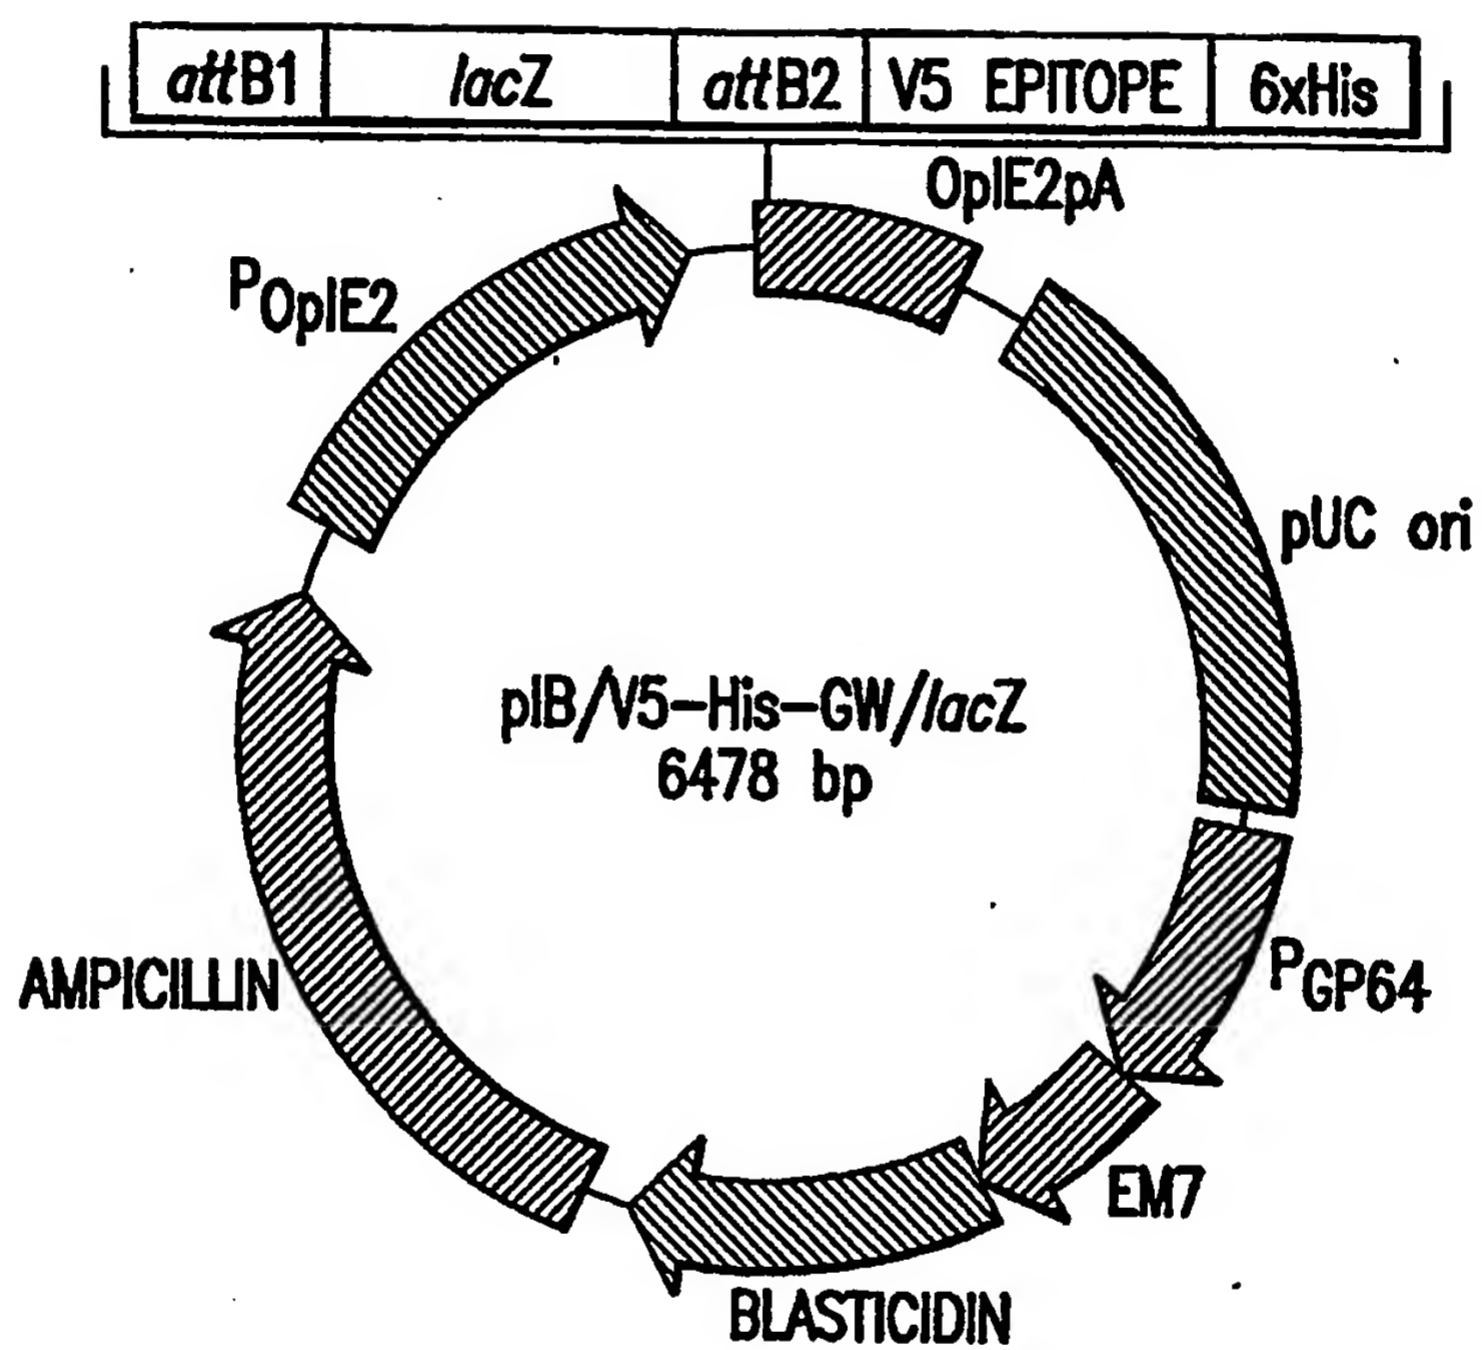 attB1 lacZ attB2 V5 EPITOPE 6xHis
OpIE2pA
POpIE2
pUC ori
pIB/V5-His-GW/lacZ
6478 bp
PGP64
AMPICILLIN
EM7
BLASTICIDIN